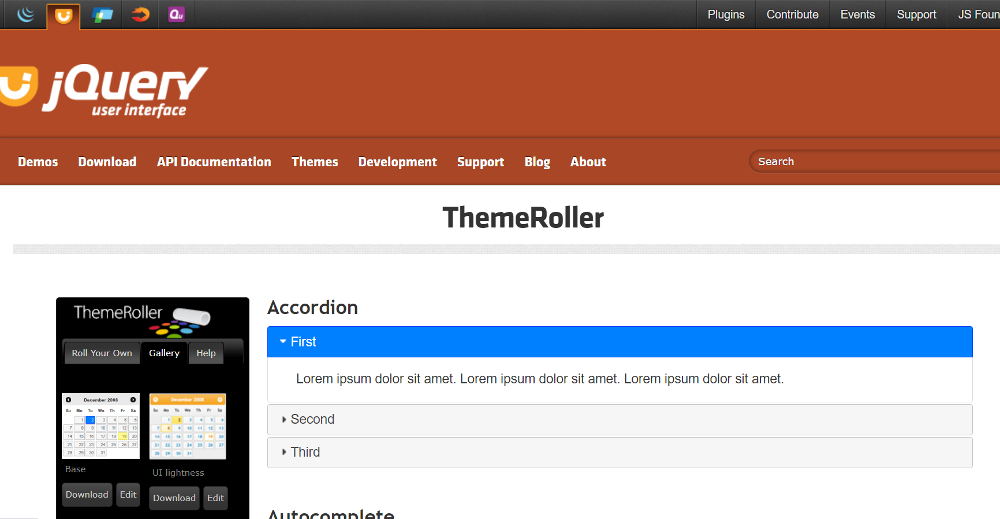 Qu
Plugins Contribute Events Support JS Foun
jQuery
user interface
Demos Download API Documentation Themes Development Support Blog About Search
ThemeRoller
ThemeRoller
Roll Your Own Gallery Help
December 2008
Su Mo Tu We Th Fr Sa
1 2 3 4 5 6
7 8 9 10 11 12 13
14 15 16 17 18 19 20
21 22 23 24 25 26 27
28 29 30 31
Base
Download Edit
December 2008
Su Mo Tu We Th Fr Sa
1 2 3 4 5 6
7 8 9 10 11 12 13
14 15 16 17 18 19 20
21 22 23 24 25 26 27
28 29 30 31
UI lightness
Download Edit
Accordion
First
Lorem ipsum dolor sit amet. Lorem ipsum dolor sit amet. Lorem ipsum dolor sit amet.
Second
Third
Autocomplete